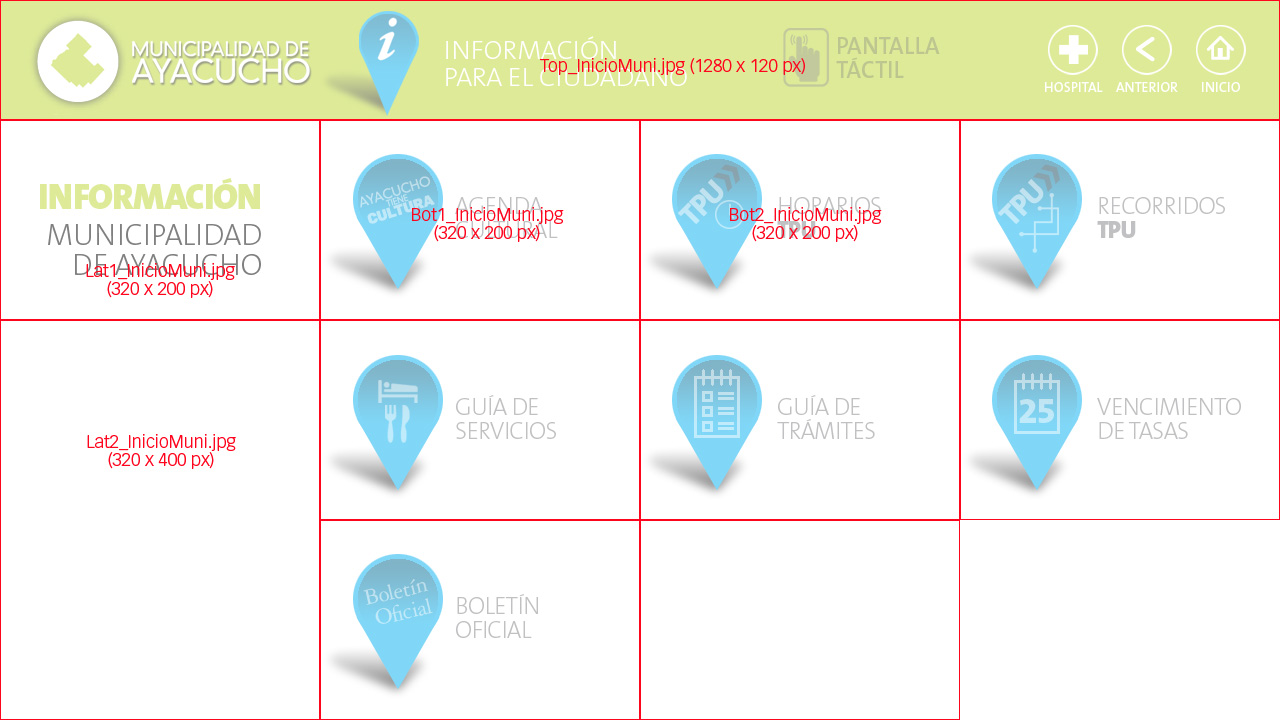 MUNICIPALIDAD DE
AYACUCHO
INFORMACIÓN
PARA EL CIUDADANO
Top_InicioMuni.jpg (1280 x 120 px)
PANTALLA
TÁCTIL
HOSPITAL
ANTERIOR
INICIO
INFORMACIÓN
MUNICIPALIDAD
DE AYACUCHO
Lat1_InicioMuni.jpg
(320 x 200 px)
AYACUCHO
TIENE
CULTURA
AGENDA
CULTURAL
Bot1_InicioMuni.jpg
(320 x 200 px)
TPU
HORARIOS
TPU
Bot2_InicioMuni.jpg
(320 x 200 px)
TPU
RECORRIDOS
TPU
Lat2_InicioMuni.jpg
(320 x 400 px)
GUÍA DE
SERVICIOS
GUÍA DE
TRÁMITES
25
VENCIMIENTO
DE TASAS
Boletín
Oficial
BOLETÍN
OFICIAL